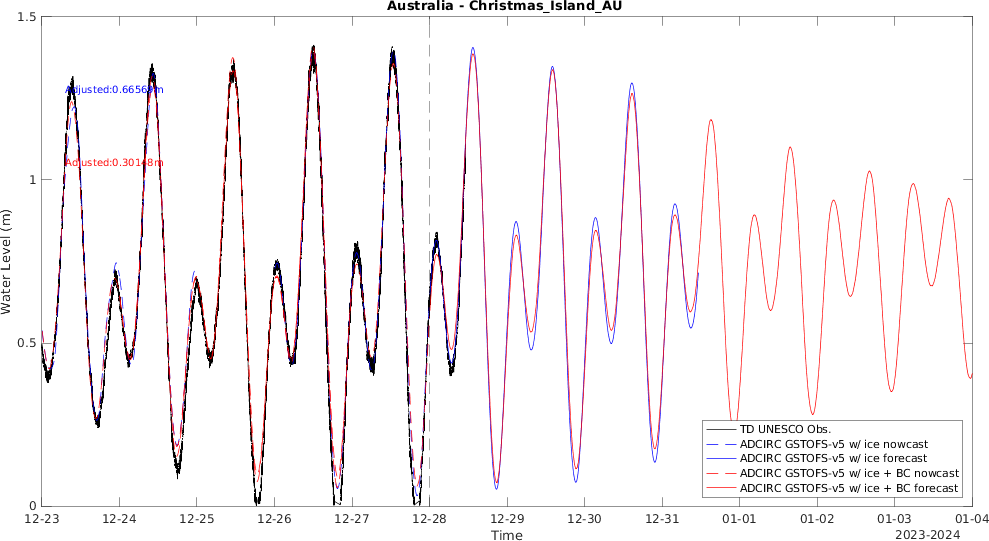 Australia - Christmas_Island_AU
1.5
Adjusted:0.66569m
Adjusted:0.30148m
1
Water Level (m)
0.5
TD UNESCO Obs.
ADCIRC GSTOFS-v5 w/ ice nowcast
ADCIRC GSTOFS-v5 w/ ice forecast
ADCIRC GSTOFS-v5 w/ ice + BC nowcast
ADCIRC GSTOFS-v5 w/ ice + BC forecast
0
12-23 12-24 12-25 12-26 12-27 12-28 12-29 12-30 12-31 01-01 01-02 01-03 01-04
Time
2023-2024